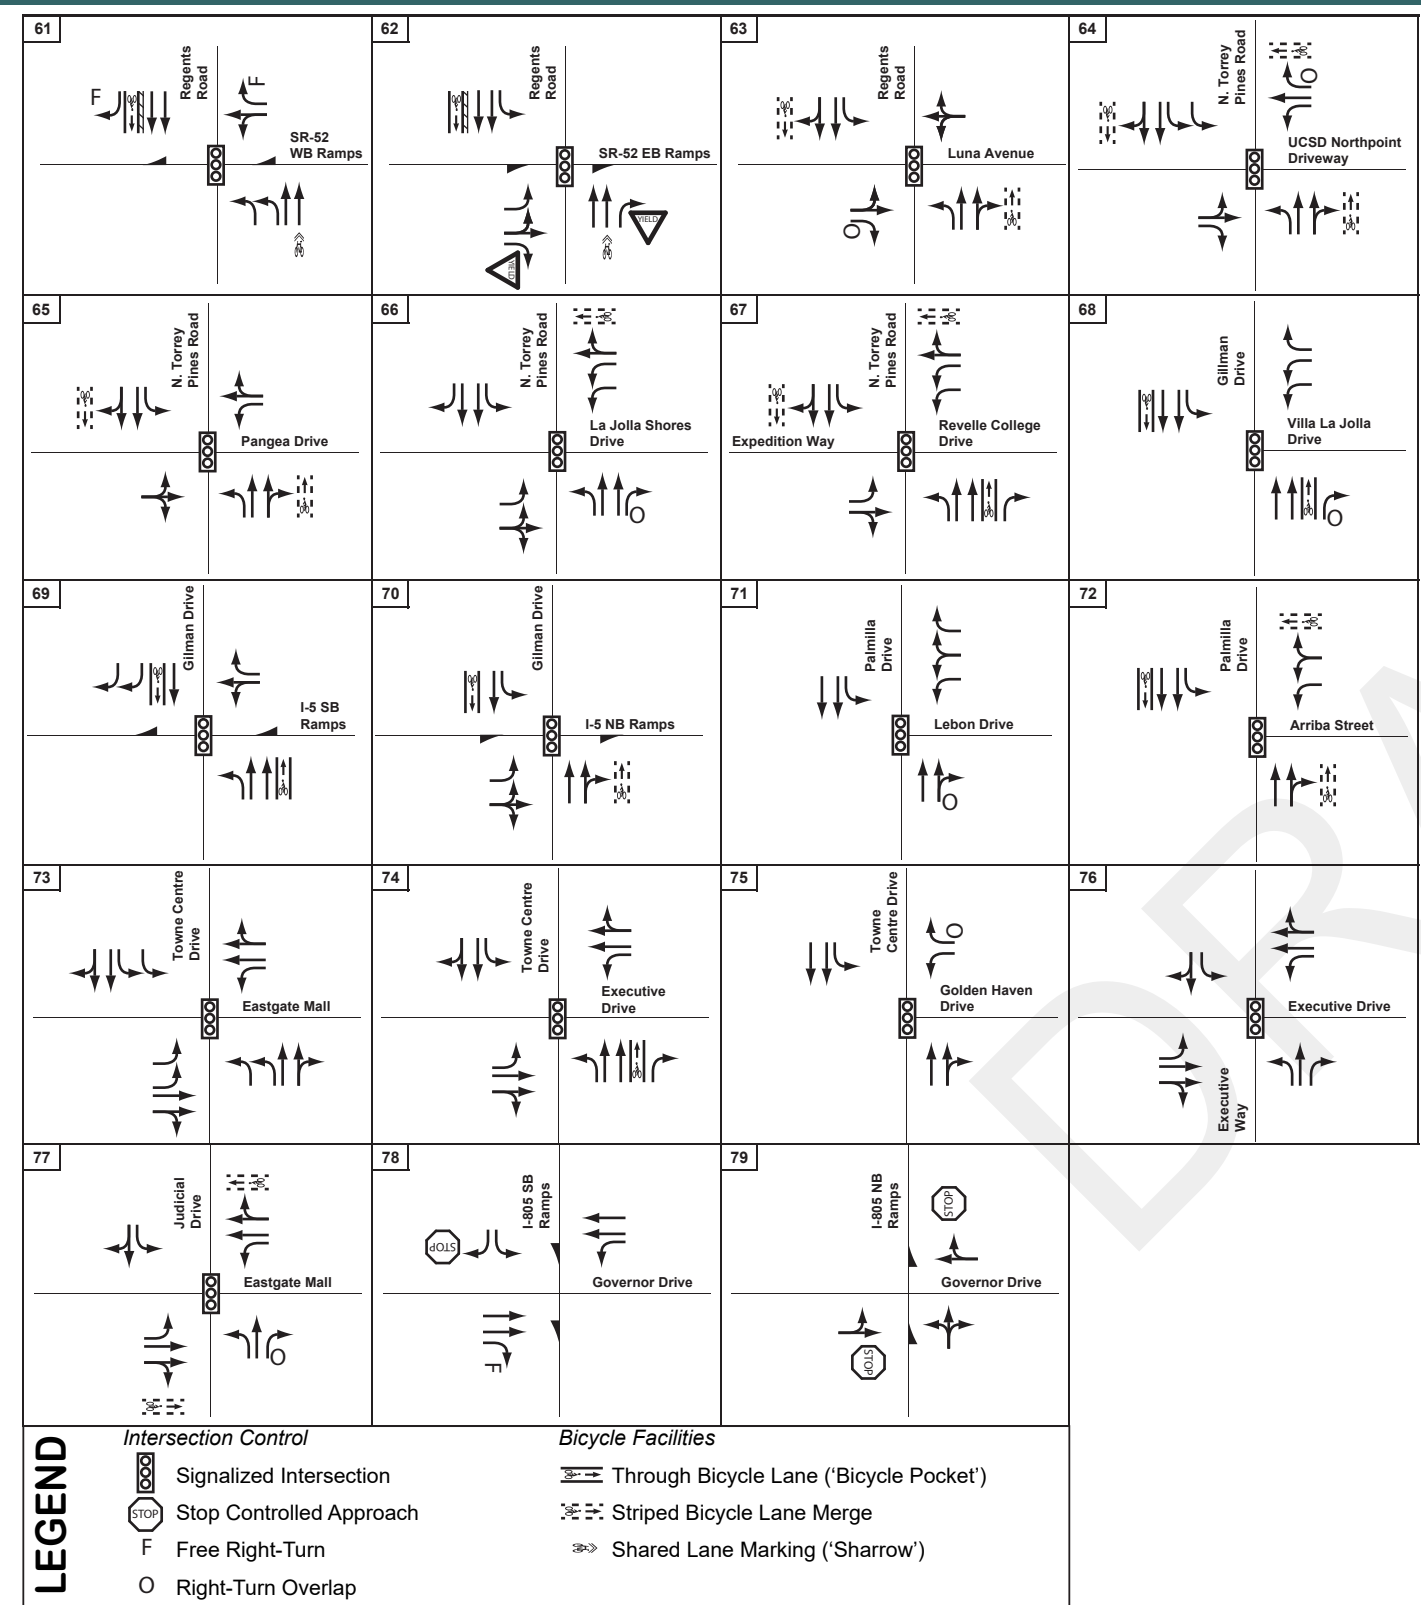 61
Regents
Road
F
F
SR-52
WB Ramps
62
Regents
Road
SR-52 EB Ramps
YIELD
YIELD
63
Regents
Road
Luna Avenue
O
64
N. Torrey
Pines Road
O
UCSD Northpoint
Driveway
65
N. Torrey
Pines Road
Pangea Drive
66
N. Torrey
Pines Road
La Jolla Shores
Drive
O
67
N. Torrey
Pines Road
Expedition Way
Revelle College
Drive
68
Gillman
Drive
Villa La Jolla
Drive
O
69
Gilman Drive
I-5 SB
Ramps
70
Gilman Drive
I-5 NB Ramps
71
Palmilla
Drive
Lebon Drive
O
72
Palmilla
Drive
Arriba Street
73
Towne Centre
Drive
Eastgate Mall
74
Towne Centre
Drive
Executive
Drive
75
Towne
Centre Drive
O
Golden Haven
Drive
76
Executive Drive
Executive
Way
77
Judicial
Drive
Eastgate Mall
O
78
I-805 SB
Ramps
STOP
Governor Drive
F
79
I-805 NB
Ramps
STOP
Governor Drive
STOP
DRA
LEGEND
Intersection Control
Signalized Intersection
STOP Stop Controlled Approach
F Free Right-Turn
O Right-Turn Overlap
Bicycle Facilities
Through Bicycle Lane (‘Bicycle Pocket’)
Striped Bicycle Lane Merge
Shared Lane Marking (‘Sharrow’)